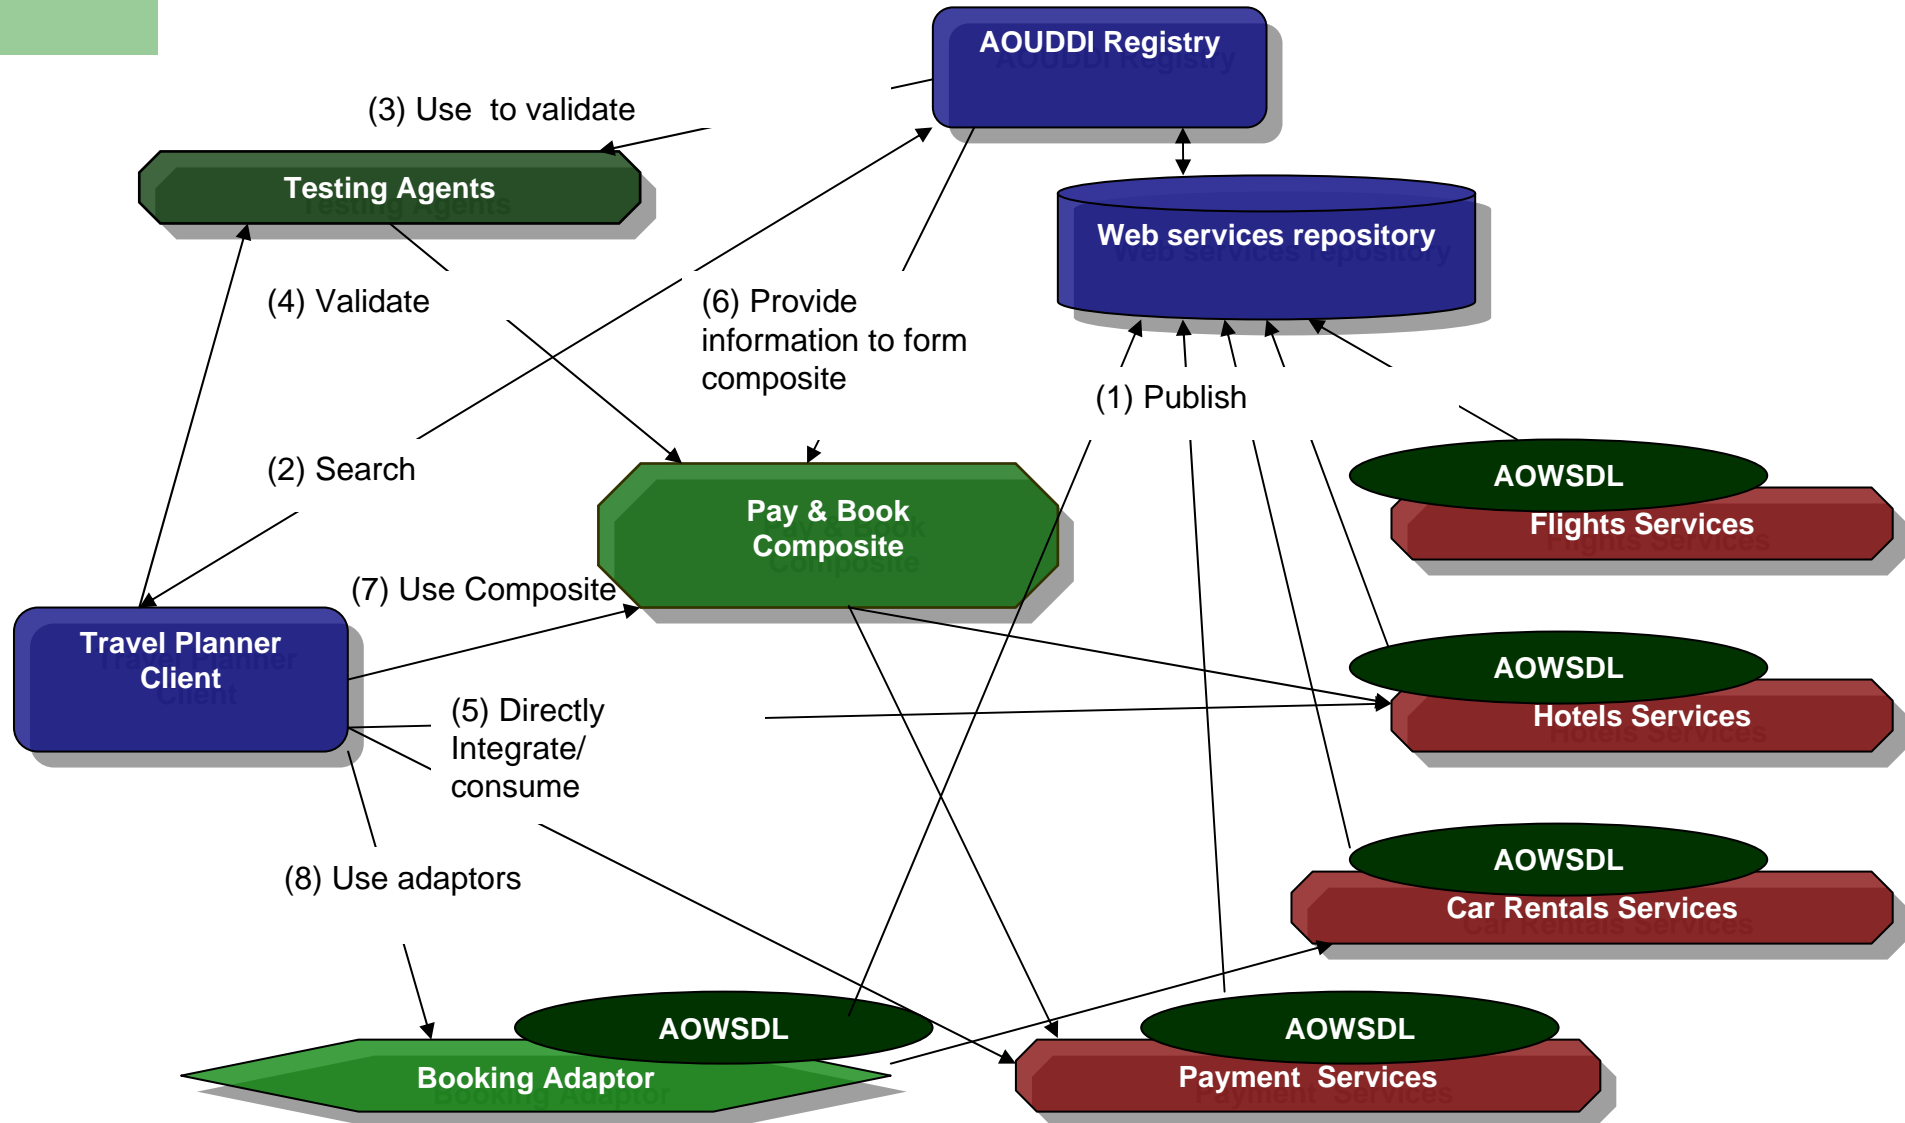 AOUDDI Registry
(3) Use  to validate
Testing Agents
Web services repository
(4) Validate
(6) Provide
information to form
composite
(1) Publish
(2) Search
AOWSDL
Flights Services
Pay & Book
Composite
(7) Use Composite
Travel Planner
Client
AOWSDL
Hotels Services
(5) Directly
Integrate/
consume
(8) Use adaptors
AOWSDL
Car Rentals Services
AOWSDL
Booking Adaptor
AOWSDL
Payment  Services